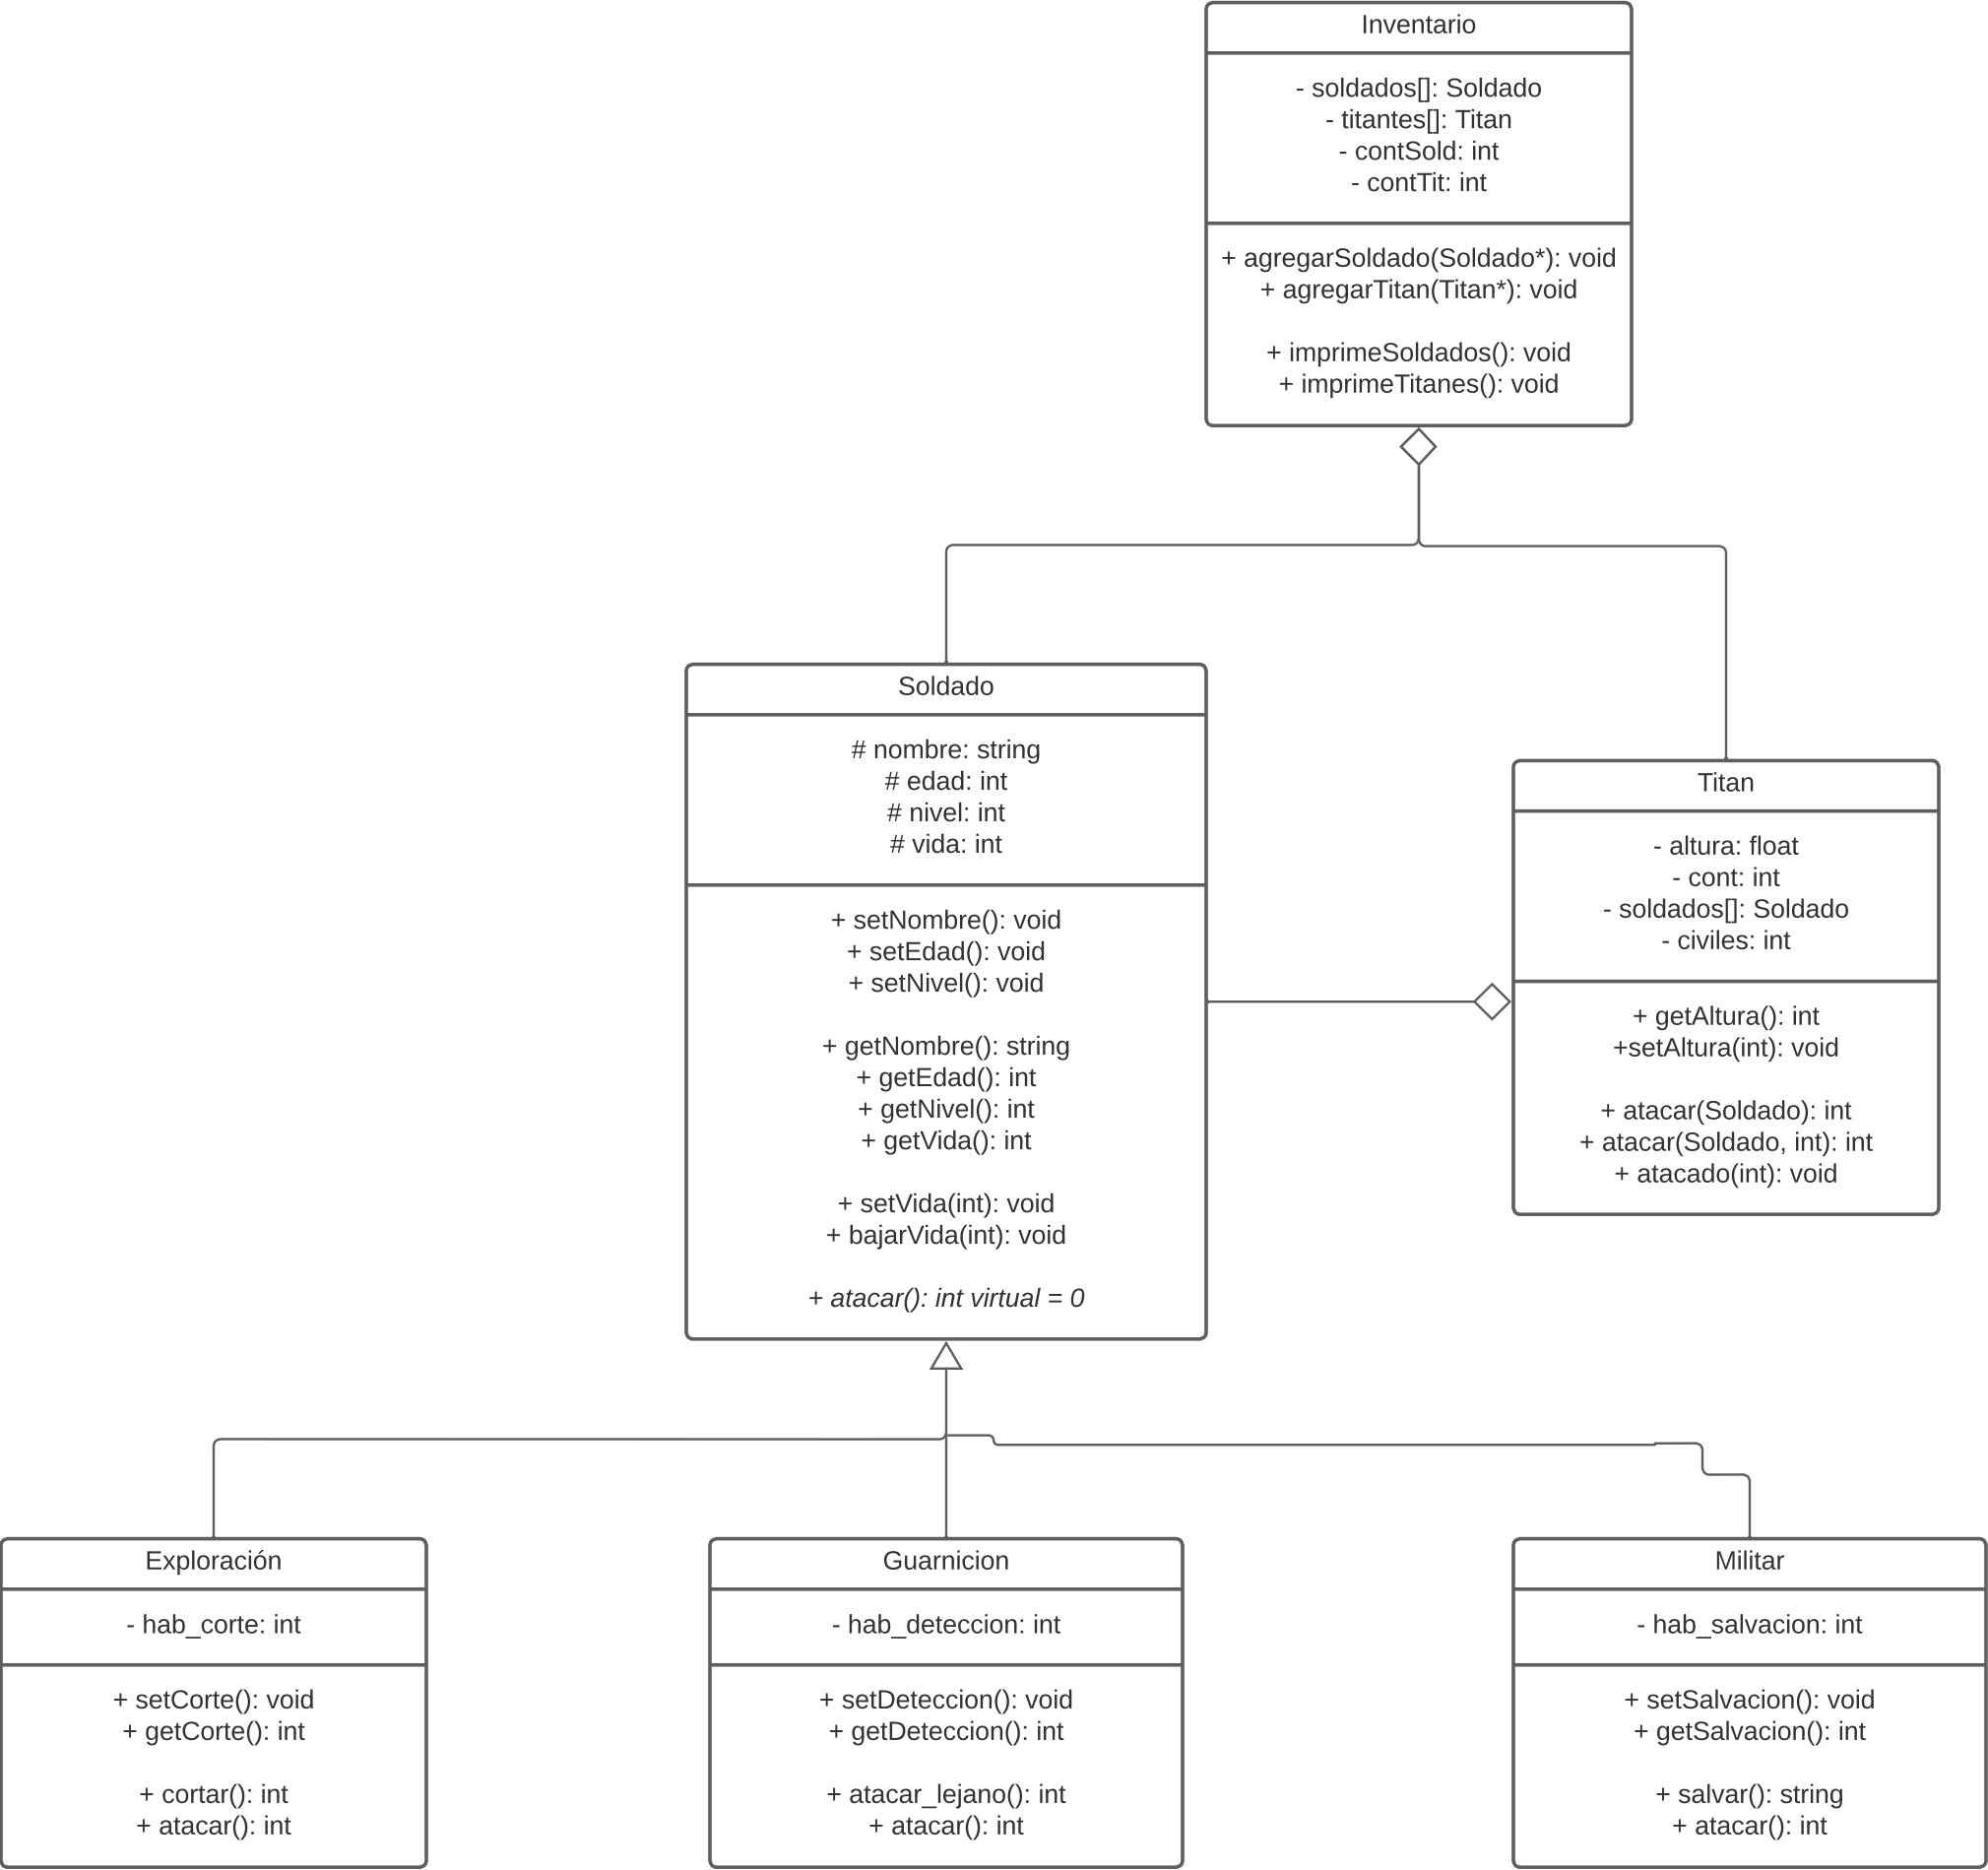 Inventario
- soldados[]: Soldado
- titantes[]: Titan
- contSold: int
- contTit: int
+ agregarSoldado(Soldado*): void
+ agregarTitan(Titan*): void
+ imprimeSoldados(): void
+ imprimeTitanes(): void
Soldado
# nombre: string
# edad: int
# nivel: int
# vida: int
+ setNombre(): void
+ setEdad(): void
+ setNivel(): void
+ getNombre(): string
+ getEdad(): int
+ getNivel(): int
+ getVida(): int
+ setVida(int): void
+ bajarVida(int): void
+ atacar(): int virtual = 0
Titan
- altura: float
- cont: int
- soldados[]: Soldado
- civiles: int
+ getAltura(): int
+setAltura(int): void
+ atacar(Soldado): int
+ atacar(Soldado, int): int
+ atacado(int): void
Exploración
- hab_corte: int
+ setCorte(): void
+ getCorte(): int
+ cortar(): int
+ atacar(): int
Guarnicion
- hab_deteccion: int
+ setDeteccion(): void
+ getDeteccion(): int
+ atacar_lejano(): int
+ atacar(): int
Militar
- hab_salvacion: int
+ setSalvacion(): void
+ getSalvacion(): int
+ salvar(): string
+ atacar(): int